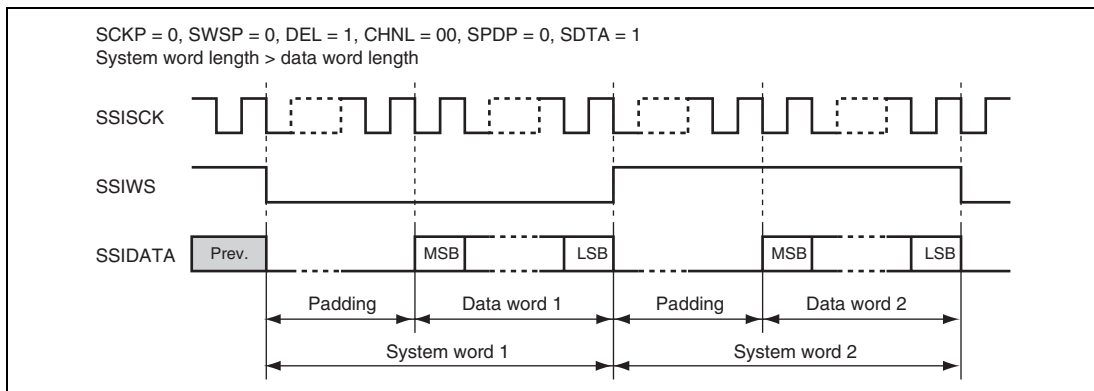 SCKP = 0, SWSP = 0, DEL = 1, CHNL = 00, SPDP = 0, SDTA = 1
System word length > data word length
SSISCK
SSIWS
SSIDATA
Prev.
MSB
LSB
MSB
LSB
Padding
Data word 1
Padding
Data word 2
System word 1
System word 2